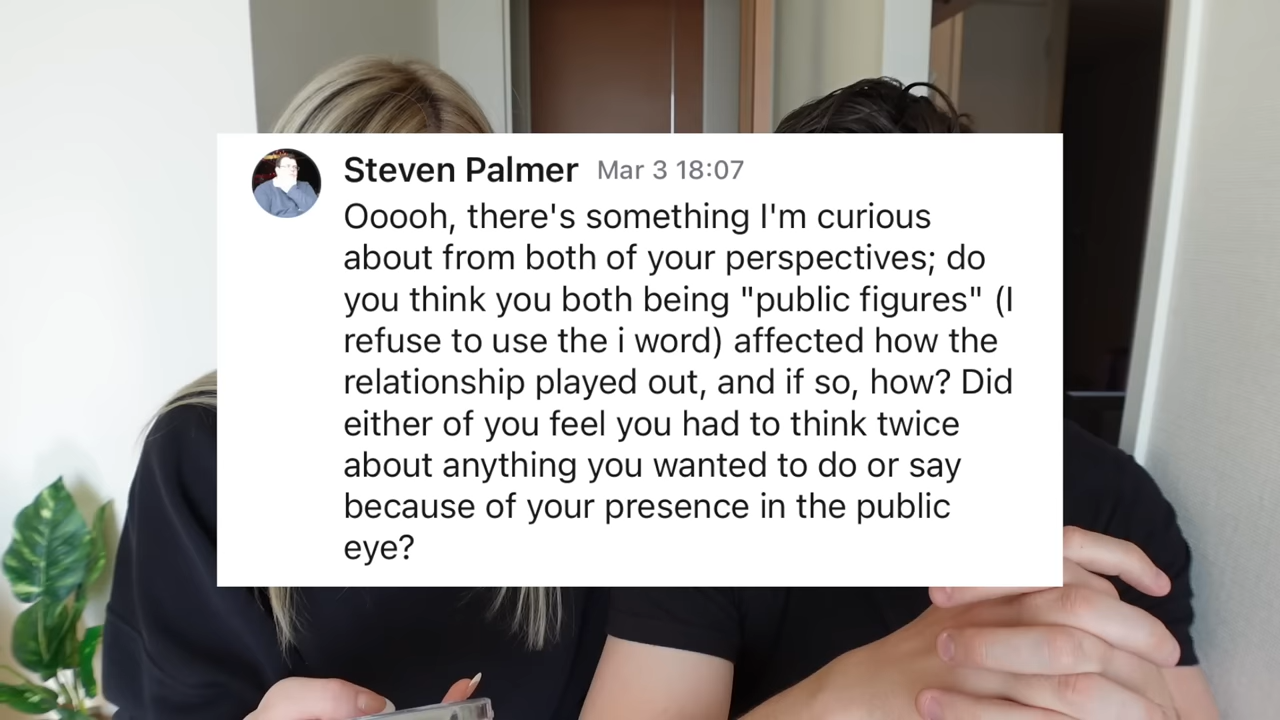 Steven Palmer Mar 3 18:07
Ooooh, there's something I'm curious
about from both of your perspectives; do
you think you both being "public figures" (I
refuse to use the i word) affected how the
relationship played out, and if so, how? Did
either of you feel you had to think twice
about anything you wanted to do or say
because of your presence in the public
eye?